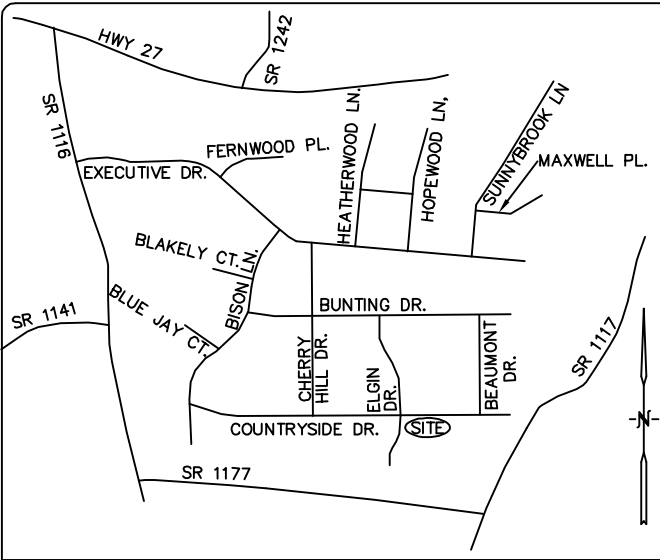 HWY 27
SR 1242
SR 1116
FERNWOOD PL.
EXECUTIVE DR.
HEATHERWOOD LN.
HOPEWOOD LN,
SUNNYBROOK LN
MAXWELL PL.
BLAKELY CT.
BISON LN.
BLUE JAY CT.
SR 1141
BUNTING DR.
CHERRY
HILL DR.
ELGIN
DR.
BEAUMONT
DR.
SR 1117
COUNTRYSIDE DR.
SITE
SR 1177
N